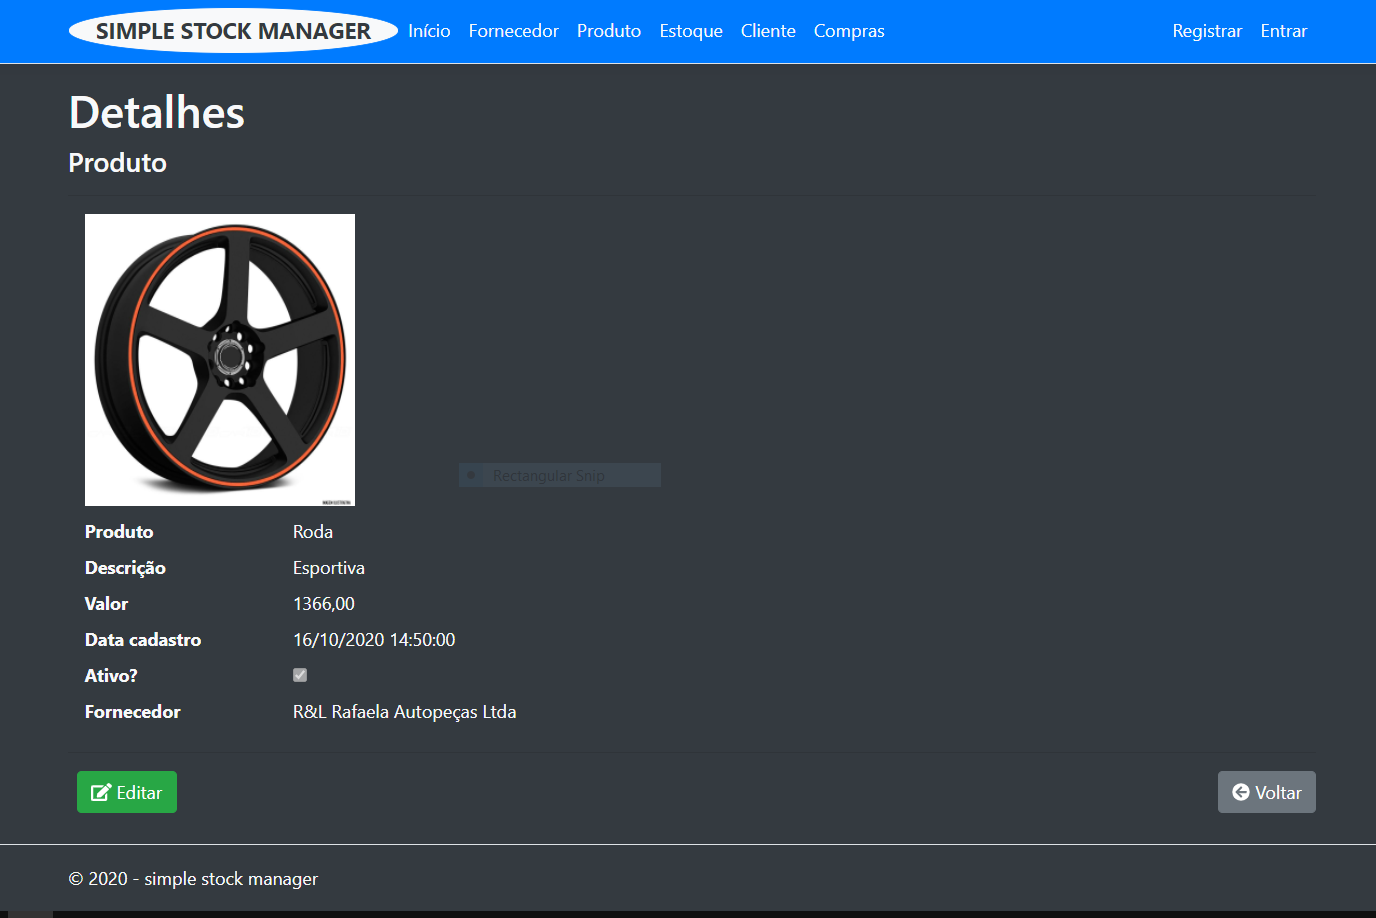 SIMPLE STOCK MANAGER Início Fornecedor Produto Estoque Cliente Compras Registrar Entrar
Detalhes
Produto
Rectangular Snip
Produto Roda
Descrição Esportiva
Valor 1366,00
Data cadastro 16/10/2020 14:50:00
Ativo?
Fornecedor R&L Rafaela Autopeças Ltda
Editar Voltar
© 2020 - simple stock manager